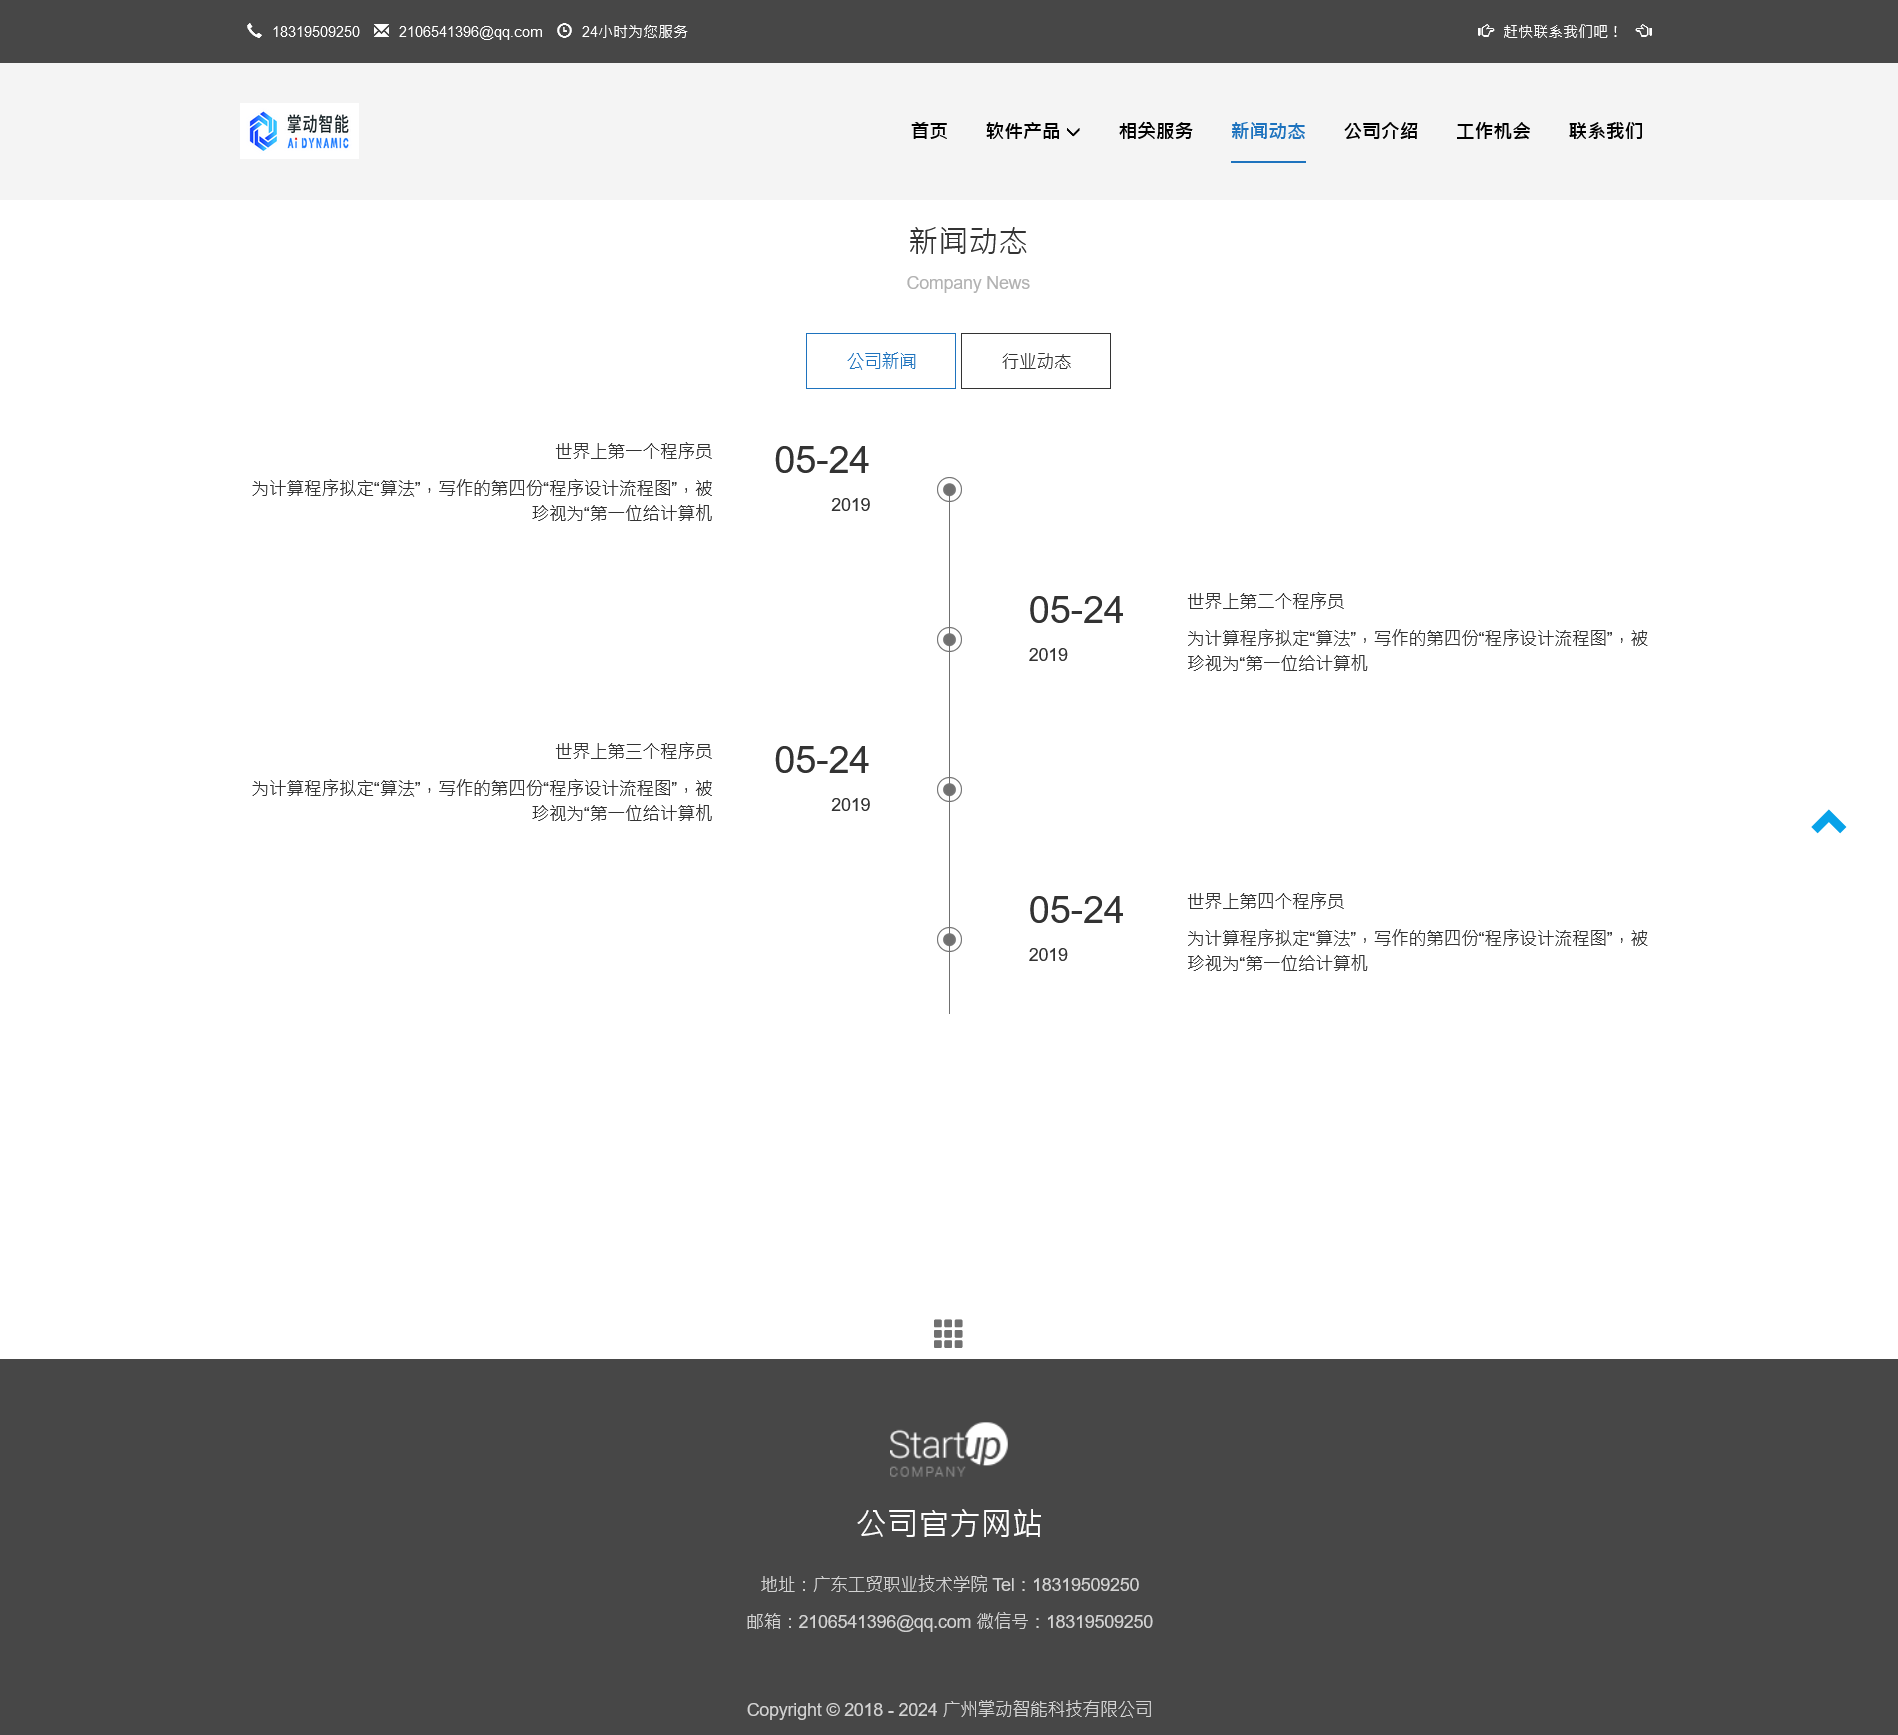 18319509250 2106541396@qq.com 24小时为您服务 赶快联系我们吧！
掌动智能
Ai DYNAMIC
首页 软件产品 相关服务 新闻动态 公司介绍 工作机会 联系我们
新闻动态
Company News
公司新闻 行业动态
世界上第一个程序员
为计算程序拟定“算法”，写作的第四份“程序设计流程图”，被
珍视为“第一位给计算机
05-24
2019
05-24
2019
世界上第二个程序员
为计算程序拟定“算法”，写作的第四份“程序设计流程图”，被
珍视为“第一位给计算机
世界上第三个程序员
为计算程序拟定“算法”，写作的第四份“程序设计流程图”，被
珍视为“第一位给计算机
05-24
2019
05-24
2019
世界上第四个程序员
为计算程序拟定“算法”，写作的第四份“程序设计流程图”，被
珍视为“第一位给计算机
Startup
COMPANY
公司官方网站
地址：广东工贸职业技术学院 Tel：18319509250
邮箱：2106541396@qq.com 微信号：18319509250
Copyright © 2018 - 2024 广州掌动智能科技有限公司